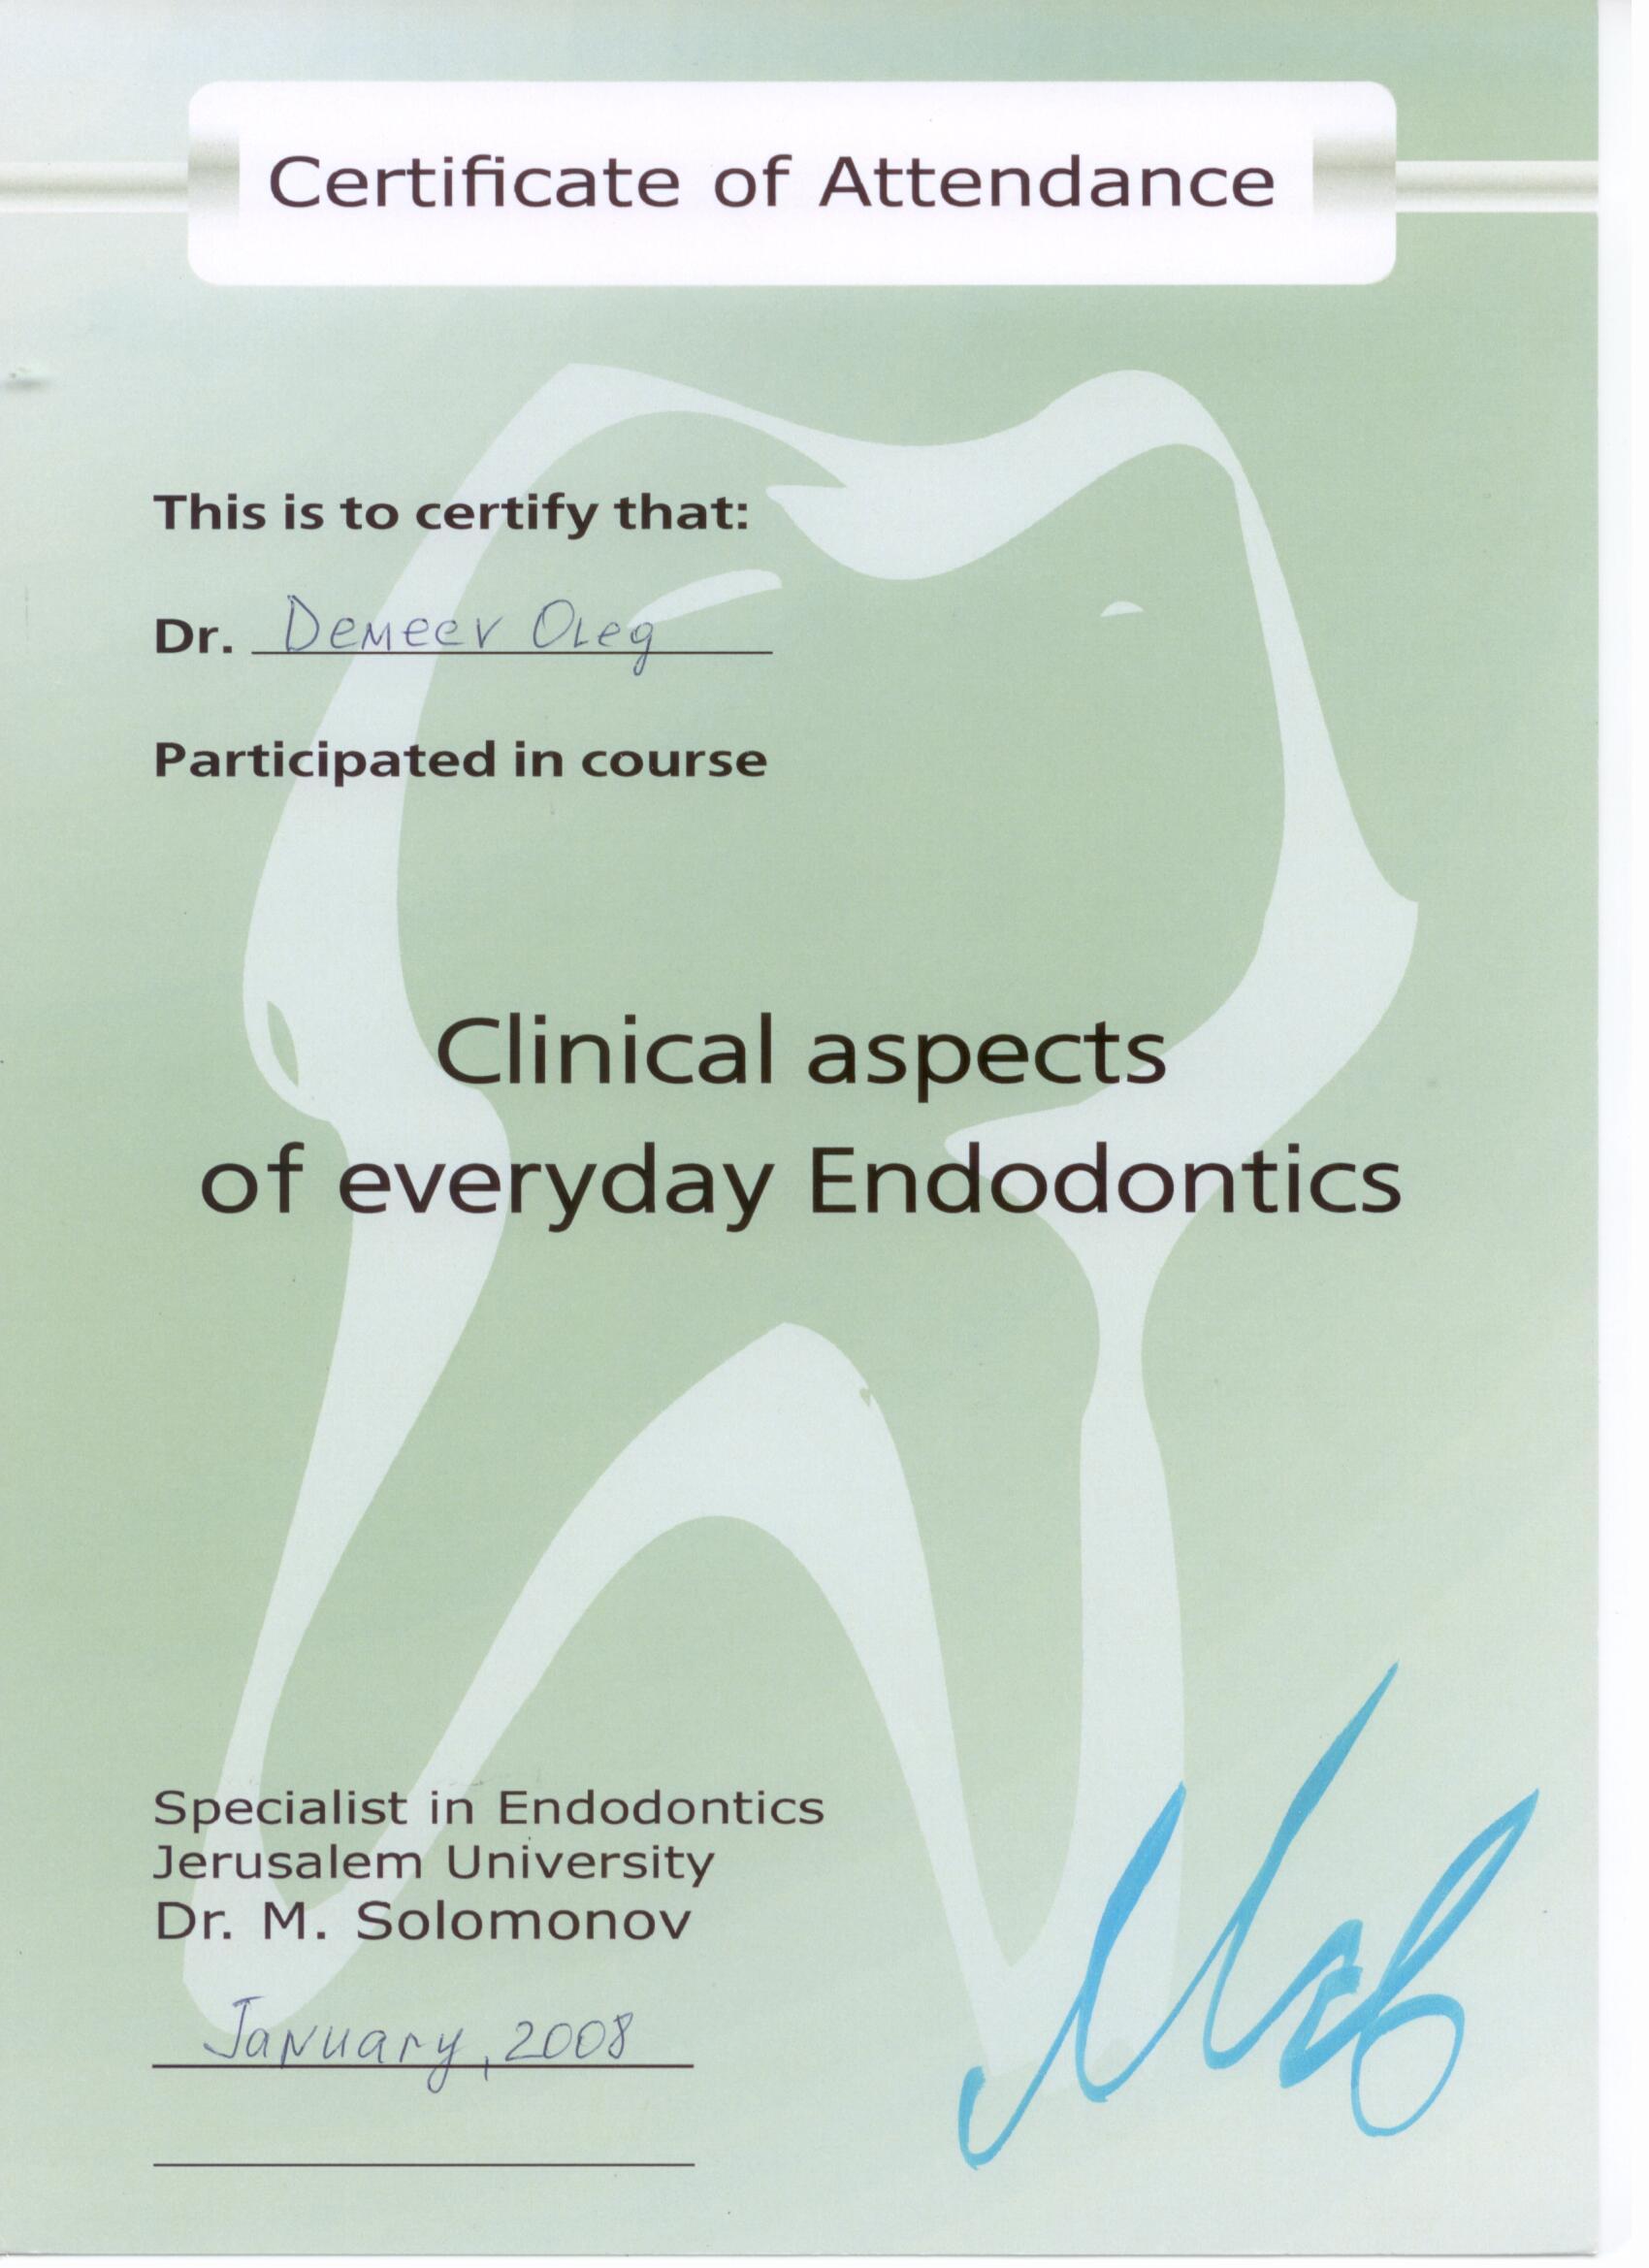 Certificate of Attendance
This is to certify that:
Dr. Demeev Oleg
Participated in course
Clinical aspects
of everyday Endodontics
Specialist in Endodontics
Jerusalem University
Dr. M. Solomonov
January, 2008